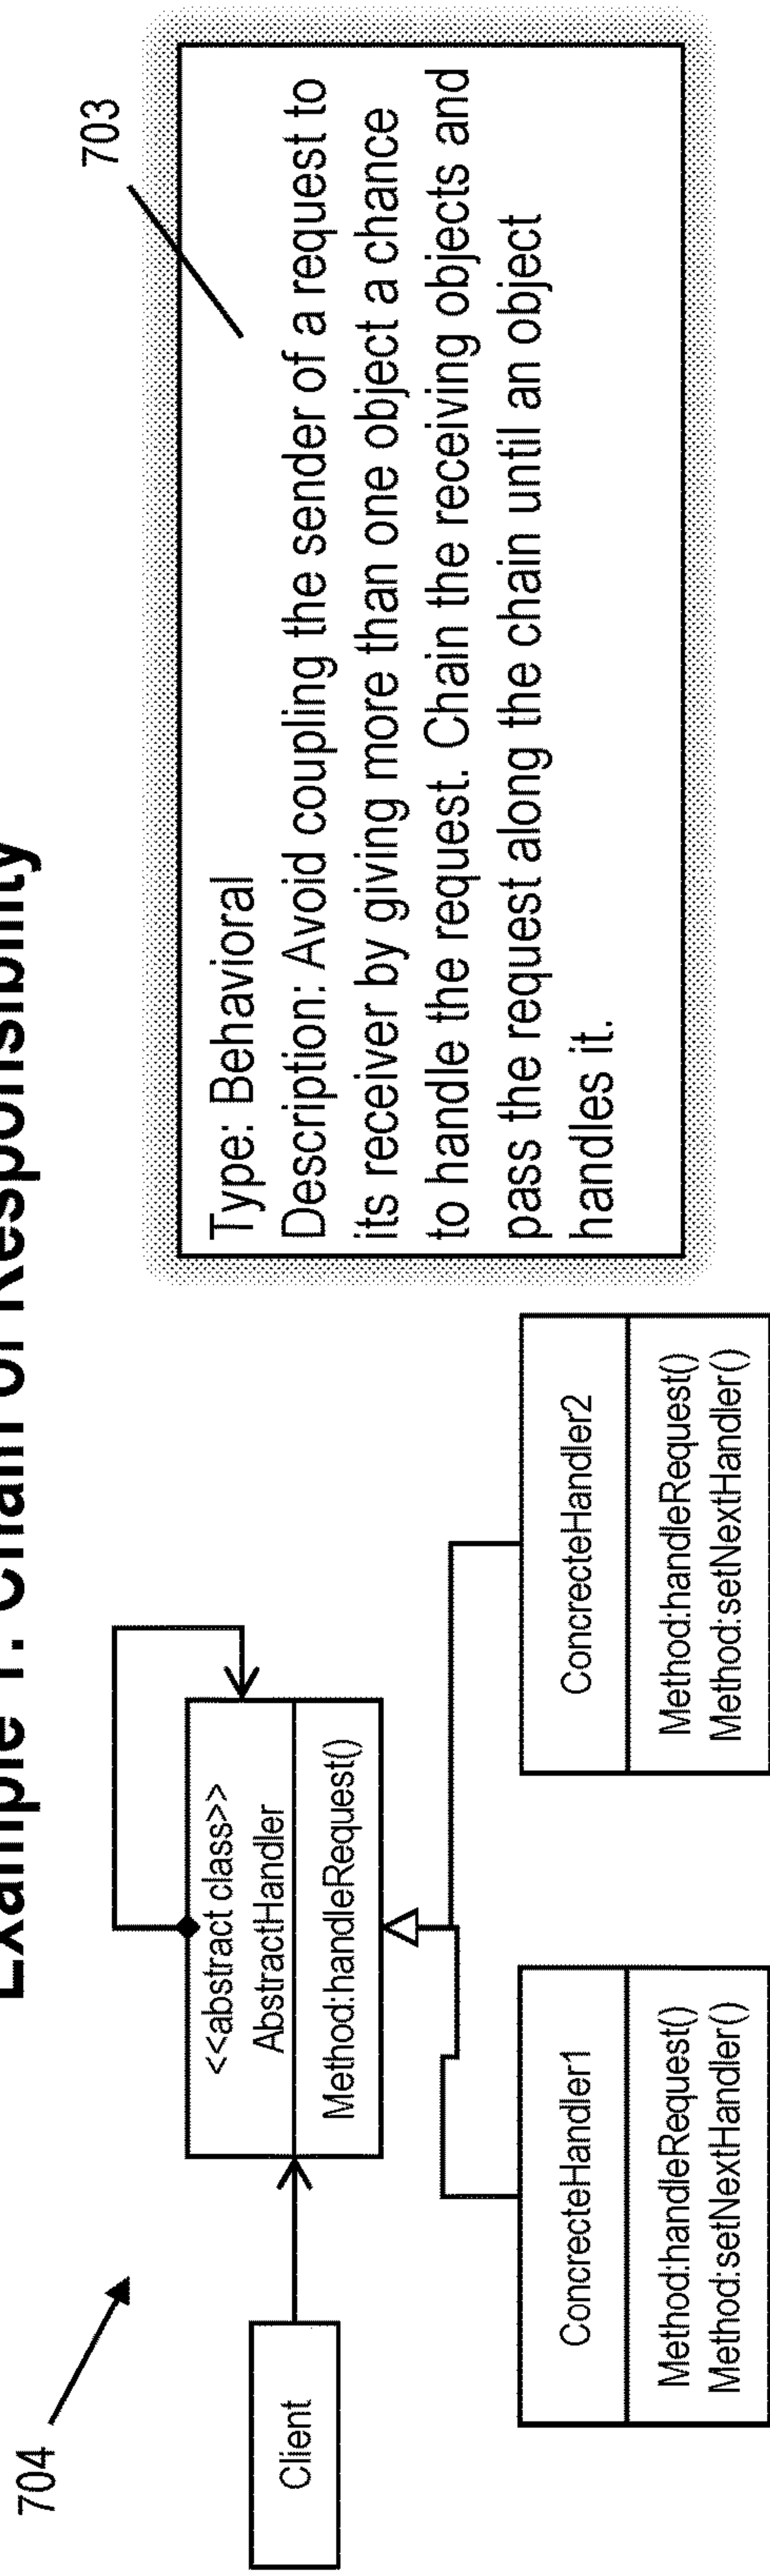 Example 1: Chain of Responsibility
704
703
Client
<<abstract class>>
AbstractHandler
Method:handleRequest()
ConcrecteHandler1
Method:handleRequest()
Method:setNextHandler()
ConcrecteHandler2
Method:handleRequest()
Method:setNextHandler()
Type: Behavioral
Description: Avoid coupling the sender of a request to
its receiver by giving more than one object a chance
to handle the request. Chain the receiving objects and
pass the request along the chain until an object
handles it.